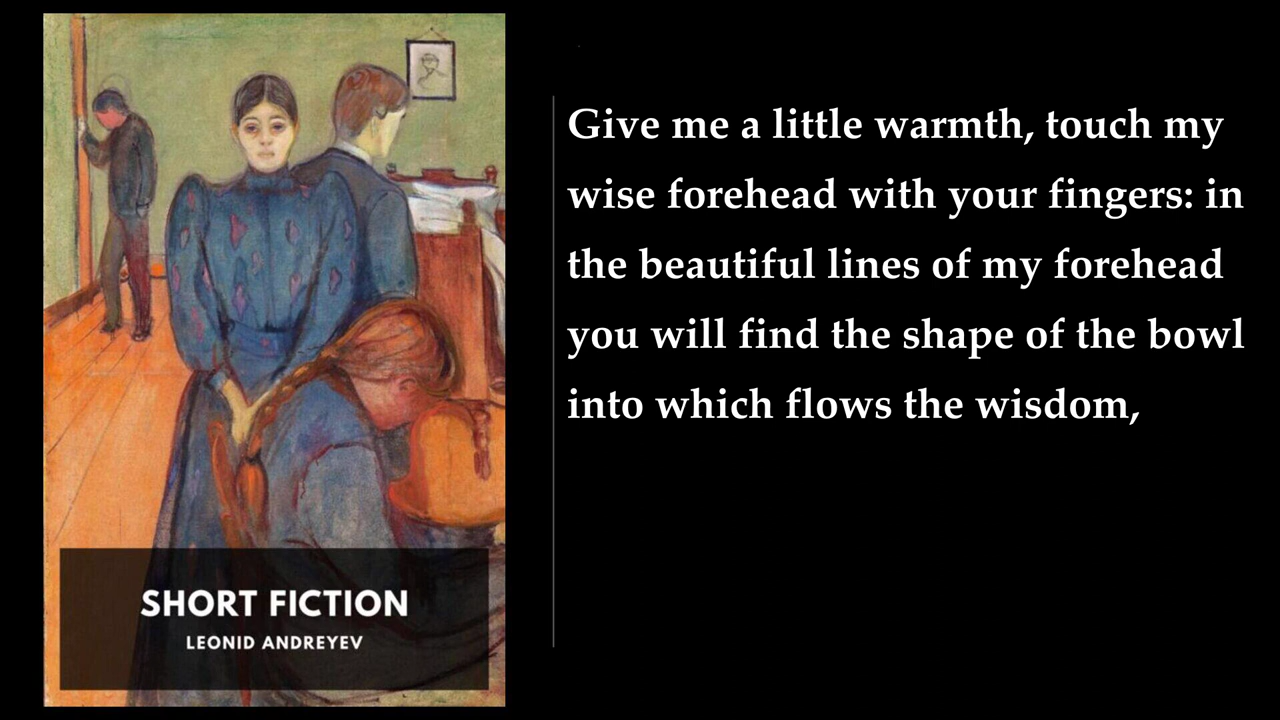 SHORT FICTION
LEONID ANDREYEV
Give me a little warmth, touch my
wise forehead with your fingers: in
the beautiful lines of my forehead
you will find the shape of the bowl
into which flows the wisdom,